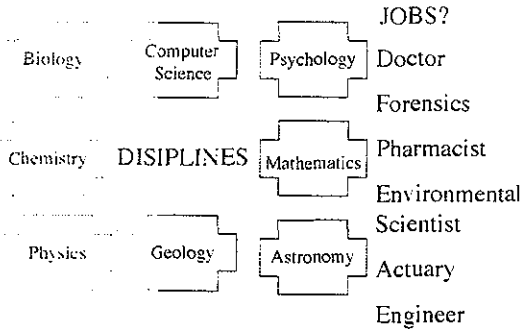 JOBS?
Biology
Computer
Science
Psychology
Doctor
Forensics
Chemistry
DISIPLINES
Mathematics
Pharmacist
Environmental
Scientist
Physics
Geology
Astronomy
Actuary
Engineer